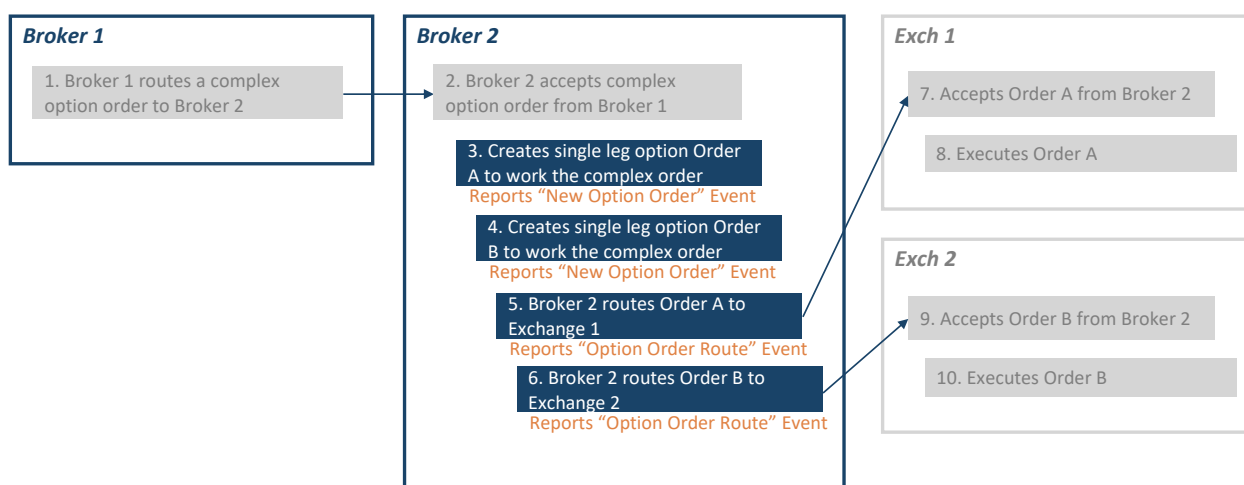 Broker 1
1. Broker 1 routes a complex
option order to Broker 2
Broker 2
2. Broker 2 accepts complex
option order from Broker 1
3. Creates single leg option Order
A to work the complex order
Reports “New Option Order” Event
4. Creates single leg option Order
B to work the complex order
Reports “New Option Order” Event
5. Broker 2 routes Order A to
Exchange 1
Reports “Option Order Route” Event
6. Broker 2 routes Order B to
Exchange 2
Reports “Option Order Route” Event
Exch 1
7. Accepts Order A from Broker 2
8. Executes Order A
Exch 2
9. Accepts Order B from Broker 2
10. Executes Order B